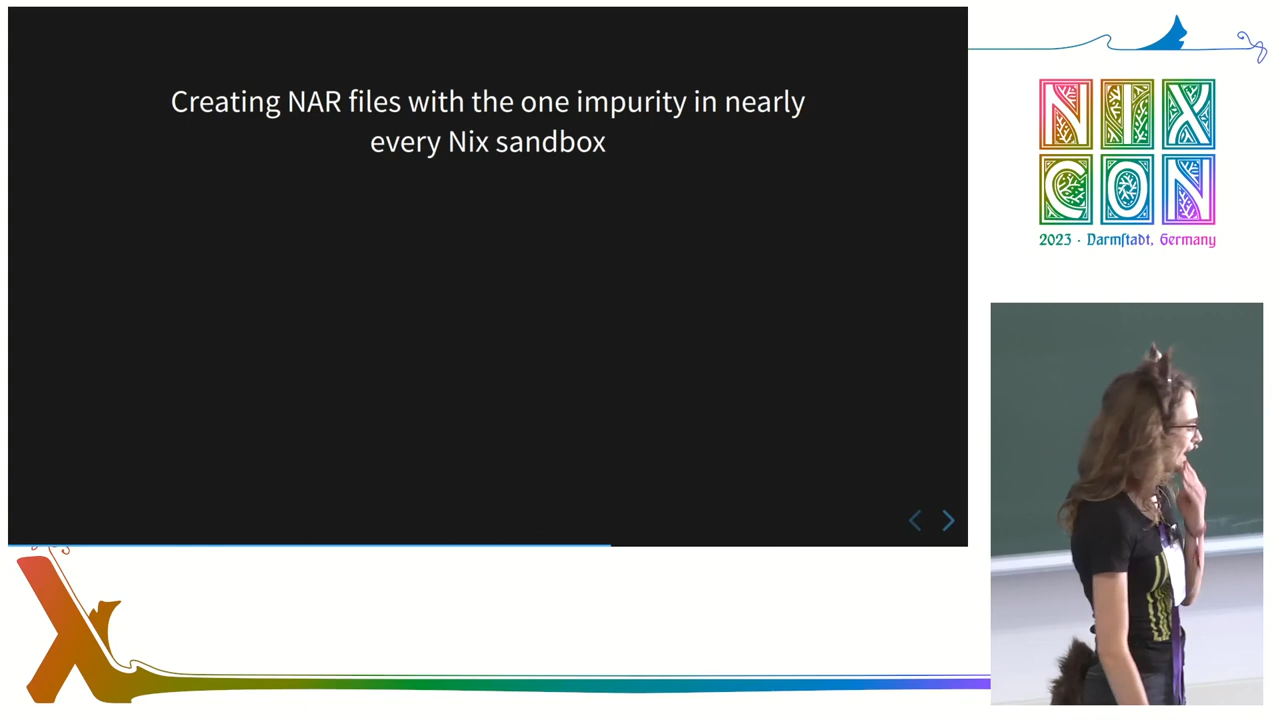 Creating NAR files with the one impurity in nearly
every Nix sandbox
NIX
CON
2023 · Darmſtadt, Germany